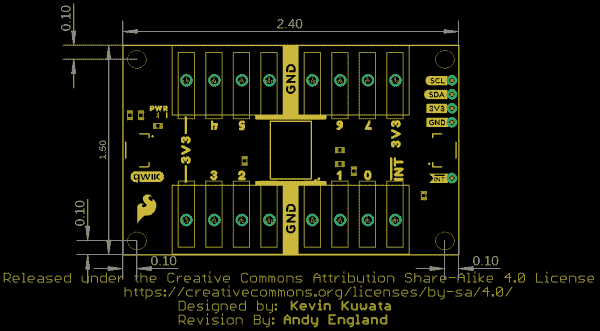 0.10
2.40
GND
SCL
SDA
3V3
GND
PWR
3V3
4
5
6
7
3V3
1.50
qwiic
3
2
1
0
INT
INT
GND
0.10
0.10
0.10
Released under the Creative Commons Attribution Share-Alike 4.0 License
https://creativecommons.org/licenses/by-sa/4.0/
Designed by: Kevin Kuwata
Revision By: Andy England